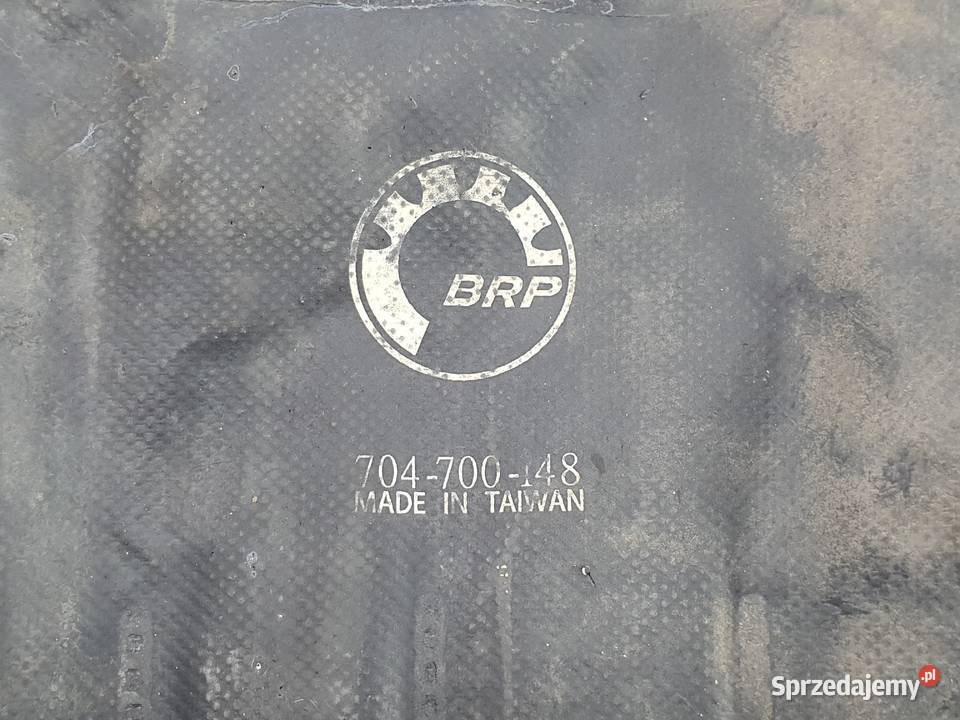 BRP
704-700-148
MADE IN TAIWAN
Sprzedajemy.pl